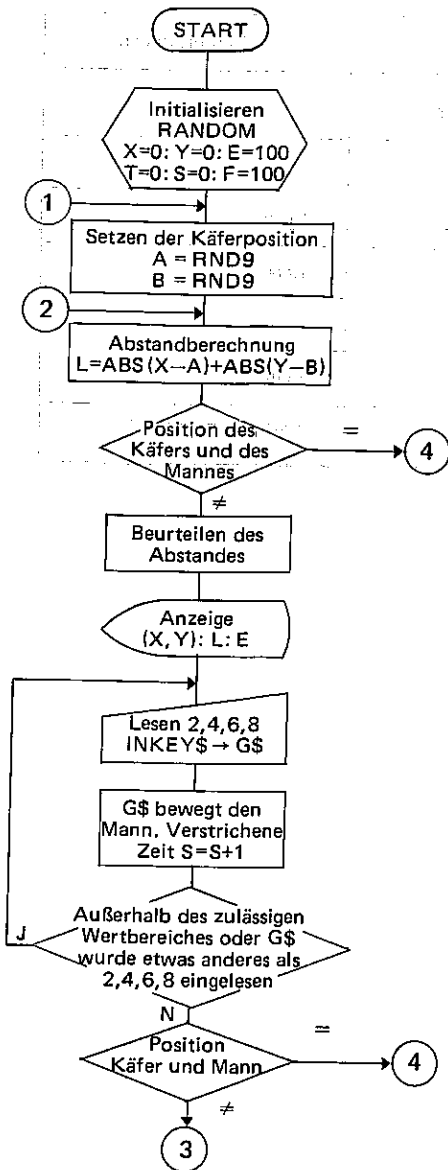 START
Initialisieren
RANDOM
X=0: Y=0: E=100
T=0: S=0: F=100
1
Setzen der Käferposition
A = RND9
B = RND9
2
Abstandberechnung
L=ABS(X→A)+ABS(Y−B)
Position des
Käfers und des
Mannes
=
4
≠
Beurteilen des
Abstandes
Anzeige
(X, Y): L: E
Lesen 2,4,6,8
INKEY$ → G$
G$ bewegt den
Mann. Verstrichene
Zeit S=S+1
J
Außerhalb des zulässigen
Wertbereiches oder G$
wurde etwas anderes als
2,4,6,8 eingelesen
N
Position
Käfer und Mann
=
4
≠
3